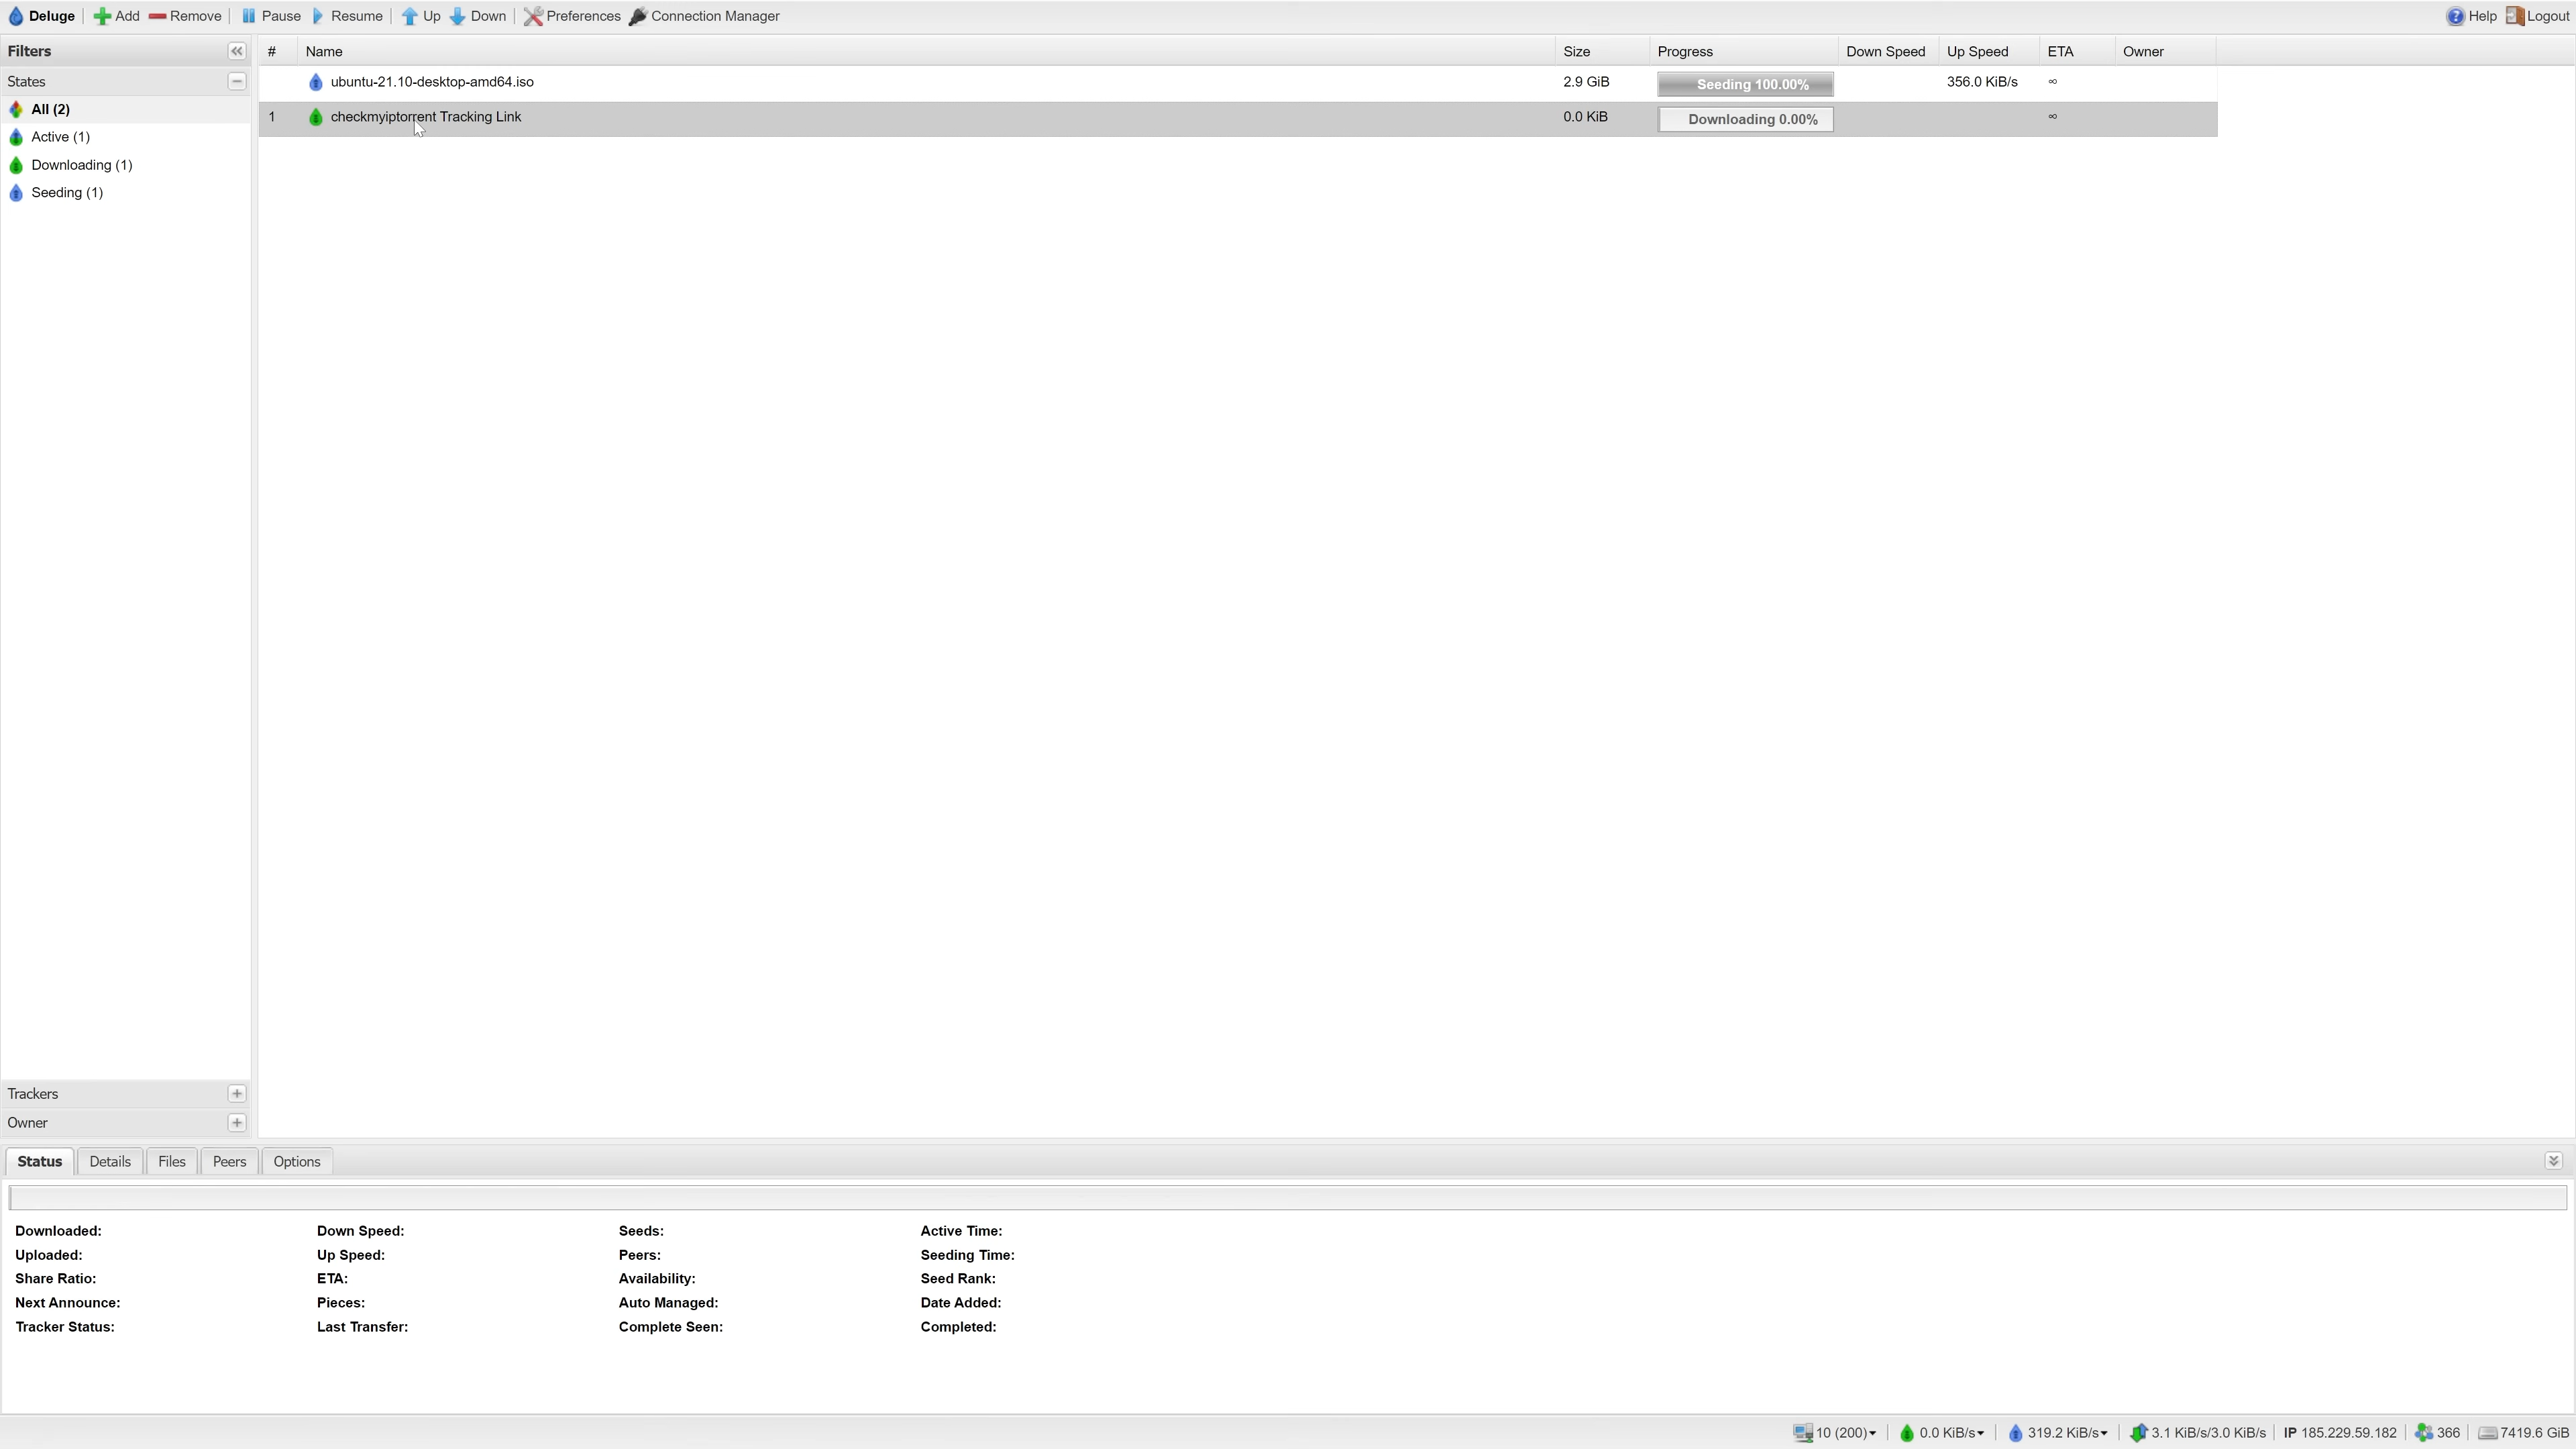 Deluge Add Remove Pause Resume Up Down Preferences Connection Manager Help Logout
Filters
States
All (2)
Active (1)
Downloading (1)
Seeding (1)
Trackers
Owner
# Name Size Progress Down Speed Up Speed ETA Owner
ubuntu-21.10-desktop-amd64.iso 2.9 GiB Seeding 100.00% 356.0 KiB/s ∞
1 checkmyiptorrent Tracking Link 0.0 KiB Downloading 0.00% ∞
Status Details Files Peers Options
Downloaded: Down Speed: Seeds: Active Time:
Uploaded: Up Speed: Peers: Seeding Time:
Share Ratio: ETA: Availability: Seed Rank:
Next Announce: Pieces: Auto Managed: Date Added:
Tracker Status: Last Transfer: Complete Seen: Completed:
10 (200) 0.0 KiB/s 319.2 KiB/s 3.1 KiB/s/3.0 KiB/s IP 185.229.59.182 366 7419.6 GiB